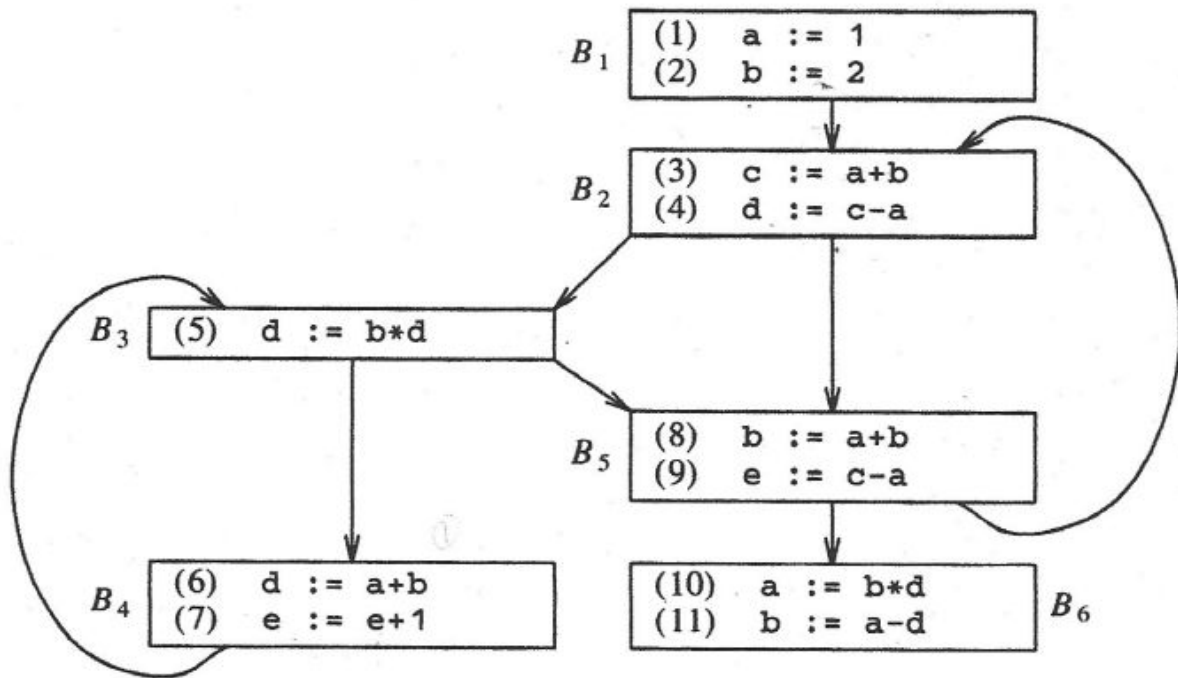 B1
(1) a := 1
(2) b := 2
B2
(3) c := a+b
(4) d := c-a
B3
(5) d := b*d
B5
(8) b := a+b
(9) e := c-a
B4
(6) d := a+b
(7) e := e+1
(10) a := b*d
(11) b := a-d
B6